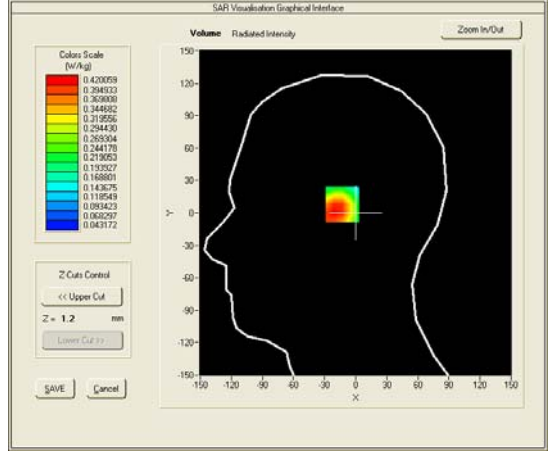 SAR Visualisation Graphical Interface
Volume Radiated Intensity
Zoom In/Out
Colors Scale
(W/kg)
0.420059
0.394933
0.369808
0.344682
0.319556
0.294430
0.269304
0.244178
0.219053
0.193927
0.168801
0.143675
0.118549
0.093423
0.068297
0.043172
Z-Cuts Control
<< Upper Cut
Z = 1.2 mm
Lower Cut >>
SAVE Cancel
150-
120-
90-
60-
30-
0-
-30-
-60-
-90-
-120-
-150-
Y
-150 -120 -90 -60 -30 0 30 60 90 120 150
X